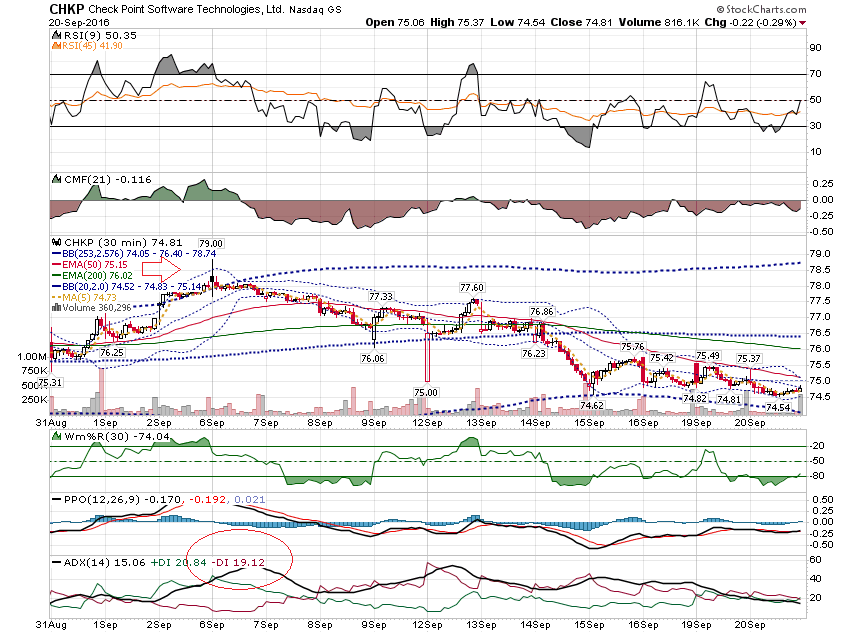 CHKP Check Point Software Technologies, Ltd. Nasdaq GS © StockCharts.com
20-Sep-2016 Open 75.06 High 75.37 Low 74.54 Close 74.81 Volume 816.1K Chg -0.22 (-0.29%)
RSI(9) 50.35
RSI(45) 41.90
90
70
50
30
10
CMF(21) -0.116
0.25
0.00
-0.25
-0.50
CHKP (30 min) 74.81
BB(253,2.576) 74.05 - 76.40 - 78.74
EMA(50) 75.15
EMA(200) 76.02
BB(20,2.0) 74.52 - 74.83 - 75.14
MA(5) 74.73
Volume 360,296
79.00
77.60
77.33
76.86
76.25
76.06
76.23
75.76
75.42
75.49
75.37
75.31
75.00
74.62
74.82
74.81
74.54
1.00M
750K
500K
250K
79.0
78.5
78.0
77.5
77.0
76.5
76.0
75.5
75.0
74.5
31Aug 1Sep 2Sep 6Sep 7Sep 8Sep 9Sep 12Sep 13Sep 14Sep 15Sep 16Sep 19Sep 20Sep
Wm%R(30) -74.04
-20
-50
-80
PPO(12,26,9) -0.170, -0.192, 0.021
0.50
0.25
0.00
-0.25
-0.50
ADX(14) 15.06 +DI 20.84 -DI 19.12
60
40
20
31Aug 1Sep 2Sep 6Sep 7Sep 8Sep 9Sep 12Sep 13Sep 14Sep 15Sep 16Sep 19Sep 20Sep